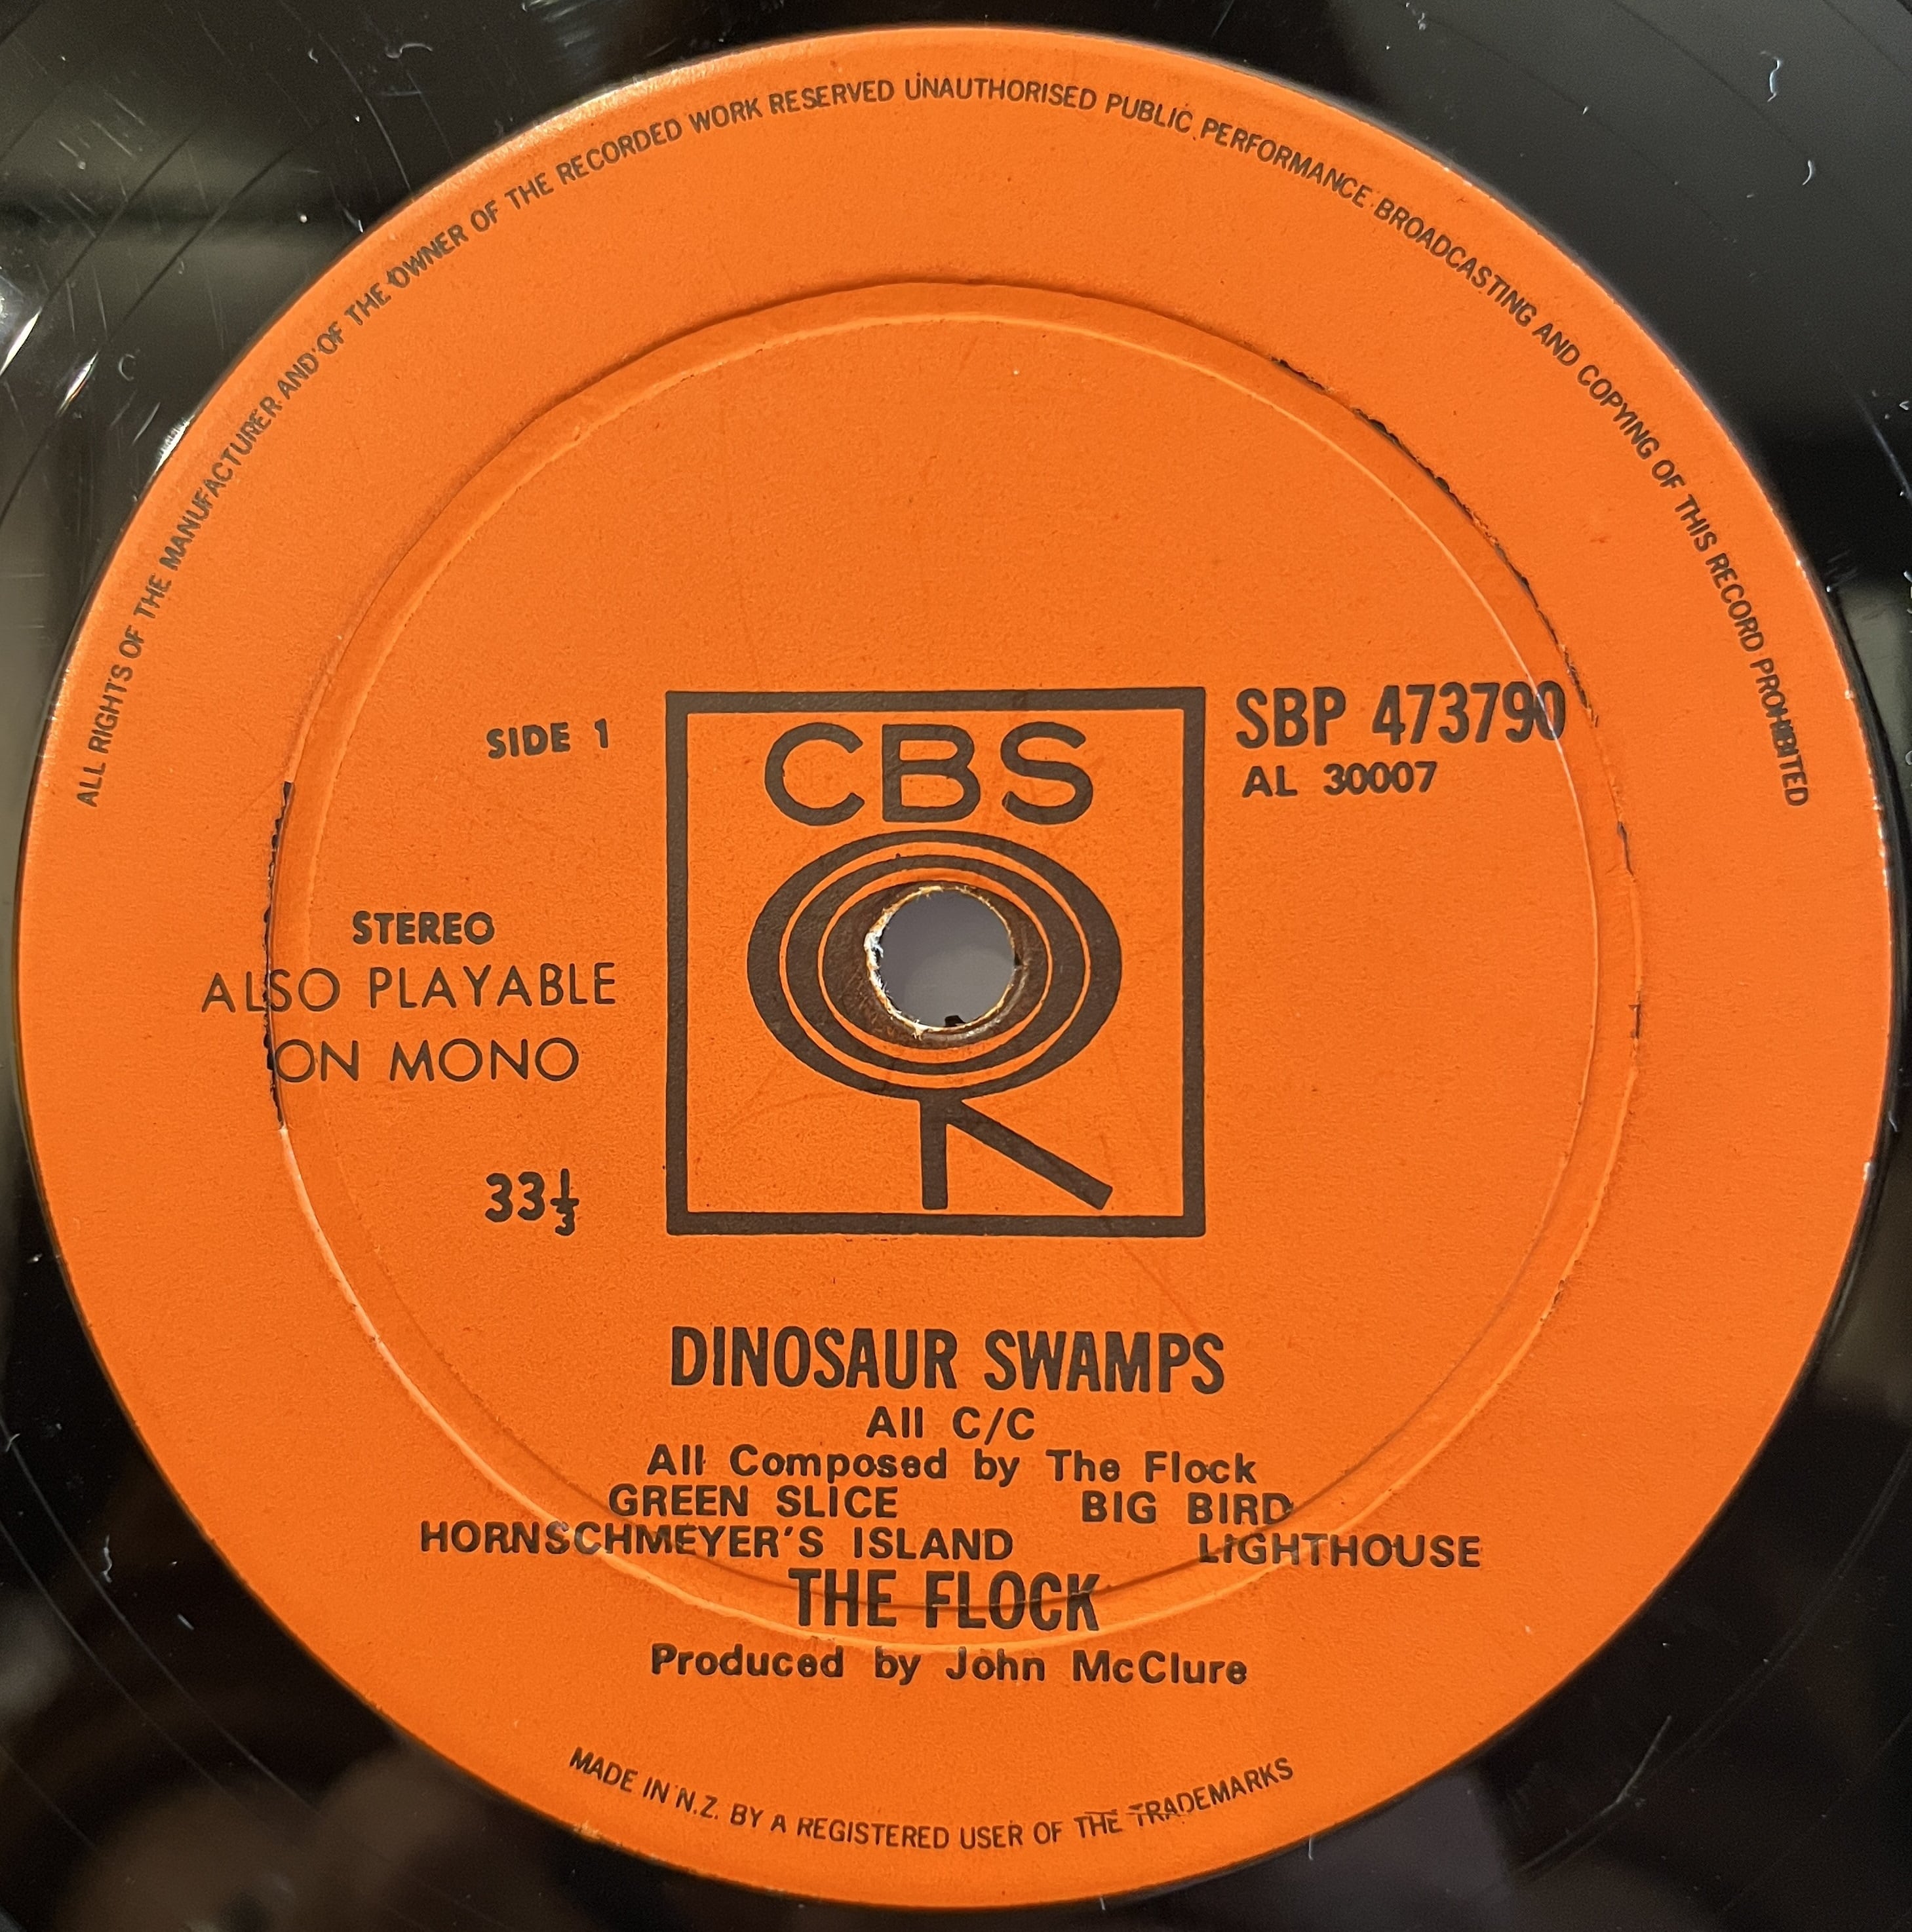 ALL RIGHTS OF THE MANUFACTURER AND OF THE OWNER OF THE RECORDED WORK RESERVED UNAUTHORISED PUBLIC PERFORMANCE BROADCASTING AND COPYING OF THIS RECORD PROHIBITED
SIDE 1
CBS
SBP 473790
AL 30007
STEREO
ALSO PLAYABLE
ON MONO
33⅓
DINOSAUR SWAMPS
All C/C
All Composed by The Flock
GREEN SLICE BIG BIRD
HORNSCHMEYER'S ISLAND LIGHTHOUSE
THE FLOCK
Produced by John McClure
MADE IN N.Z. BY A REGISTERED USER OF THE TRADEMARKS